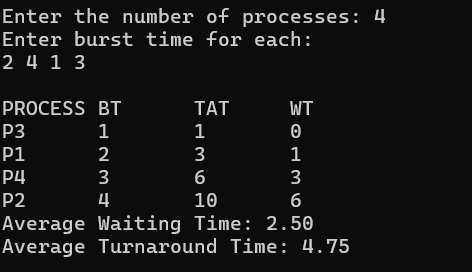 Enter the number of processes: 4
Enter burst time for each:
2 4 1 3
PROCESS BT TAT WT
P3 1 1 0
P1 2 3 1
P4 3 6 3
P2 4 10 6
Average Waiting Time: 2.50
Average Turnaround Time: 4.75